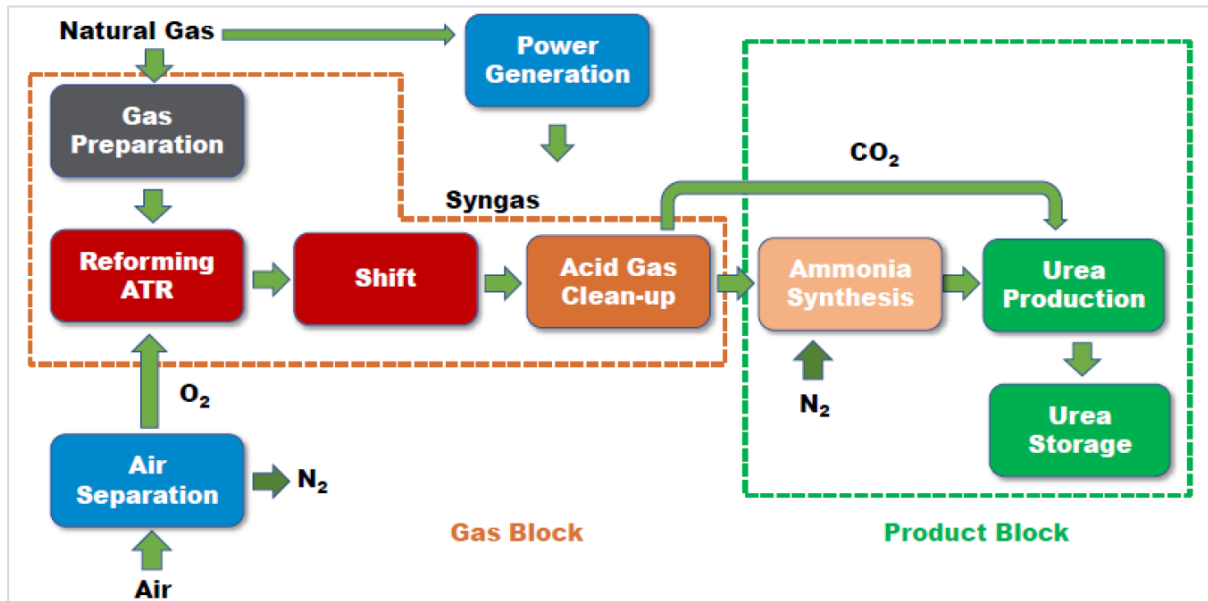 Natural Gas
Power
Generation
Gas
Preparation
CO₂
Syngas
Reforming
ATR
Shift
Acid Gas
Clean-up
Ammonia
Synthesis
Urea
Production
O₂
N₂
Urea
Storage
Air
Separation
N₂
Gas Block
Product Block
Air